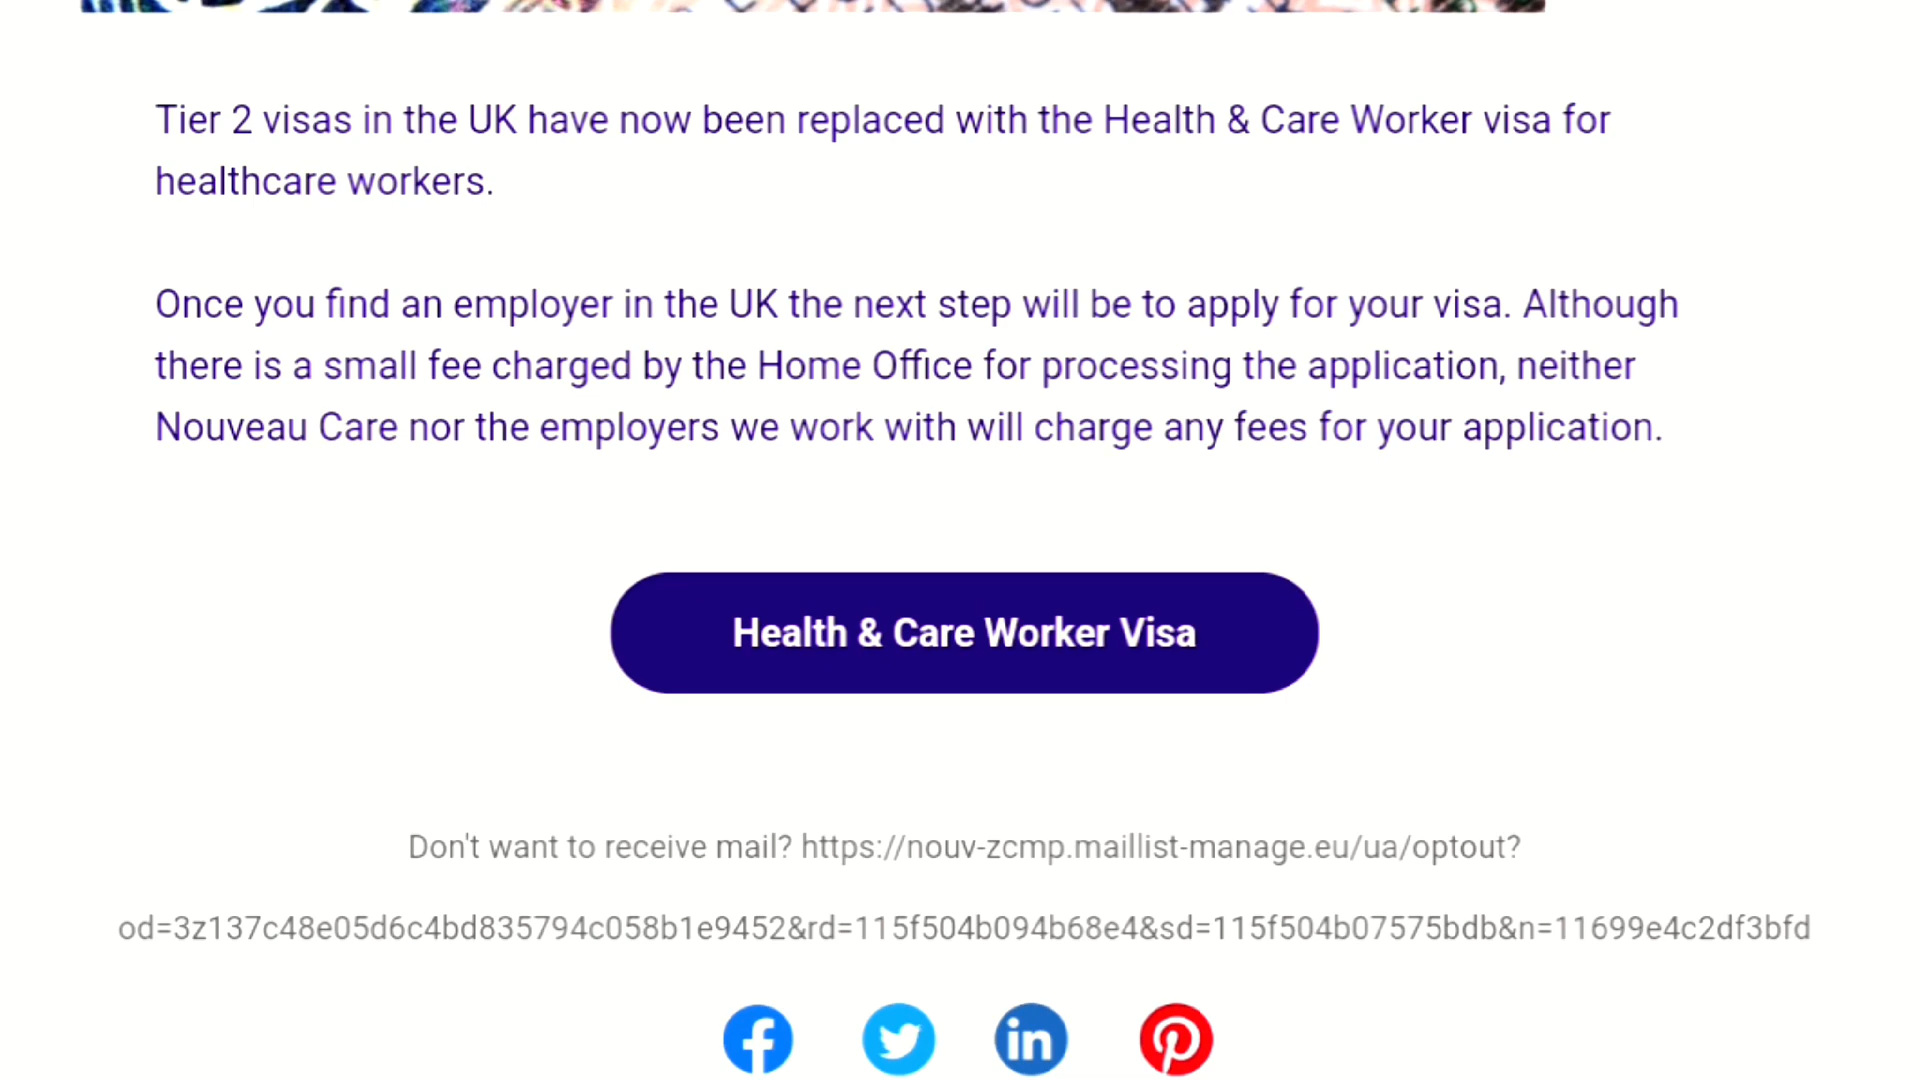 Tier 2 visas in the UK have now been replaced with the Health & Care Worker visa for
healthcare workers.
Once you find an employer in the UK the next step will be to apply for your visa. Although
there is a small fee charged by the Home Office for processing the application, neither
Nouveau Care nor the employers we work with will charge any fees for your application.
Health & Care Worker Visa
Don't want to receive mail? https://nouv-zcmp.maillist-manage.eu/ua/optout?
od=3z137c48e05d6c4bd835794c058b1e9452&rd=115f504b094b68e4&sd=115f504b07575bdb&n=11699e4c2df3bfd